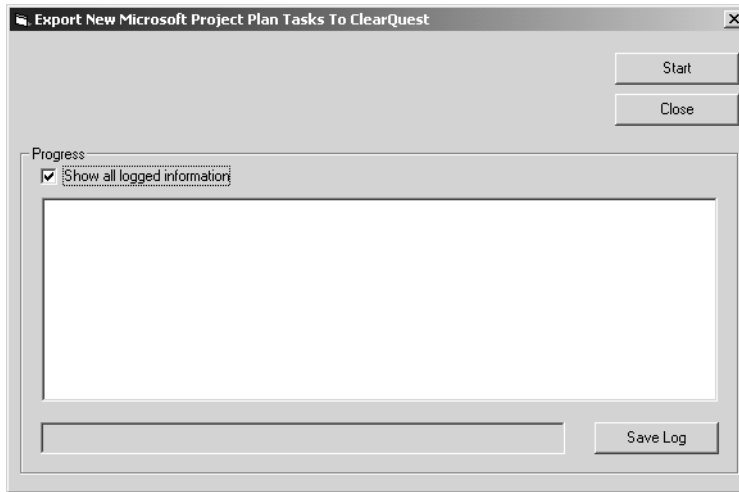 Export New Microsoft Project Plan Tasks To ClearQuest
Start
Close
Progress
Show all logged information
Save Log